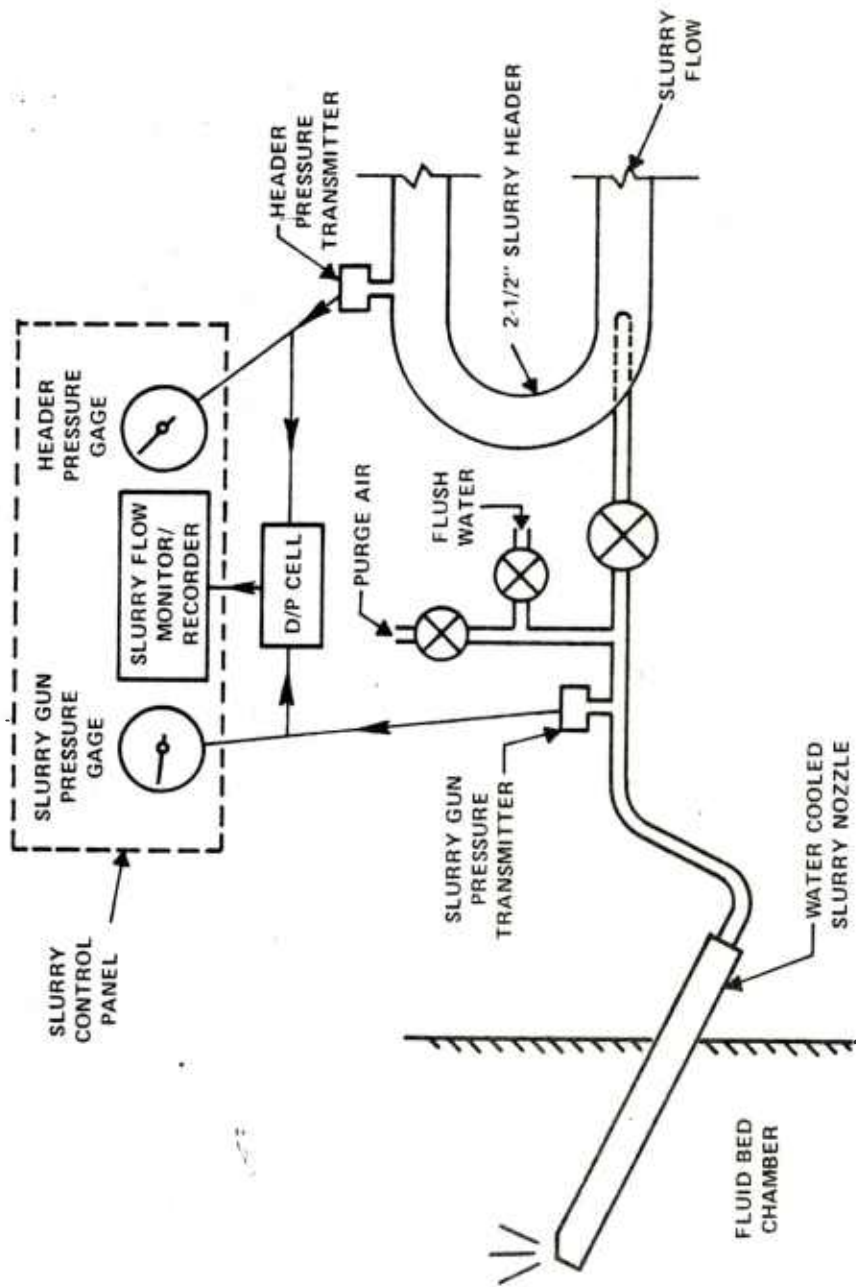 SLURRY
CONTROL
PANEL
SLURRY GUN
PRESSURE
GAGE
SLURRY FLOW
MONITOR/
RECORDER
HEADER
PRESSURE
GAGE
D/P CELL
HEADER
PRESSURE
TRANSMITTER
PURGE AIR
FLUSH
WATER
2-1/2" SLURRY HEADER
SLURRY
FLOW
SLURRY GUN
PRESSURE
TRANSMITTER
WATER COOLED
SLURRY NOZZLE
FLUID BED
CHAMBER